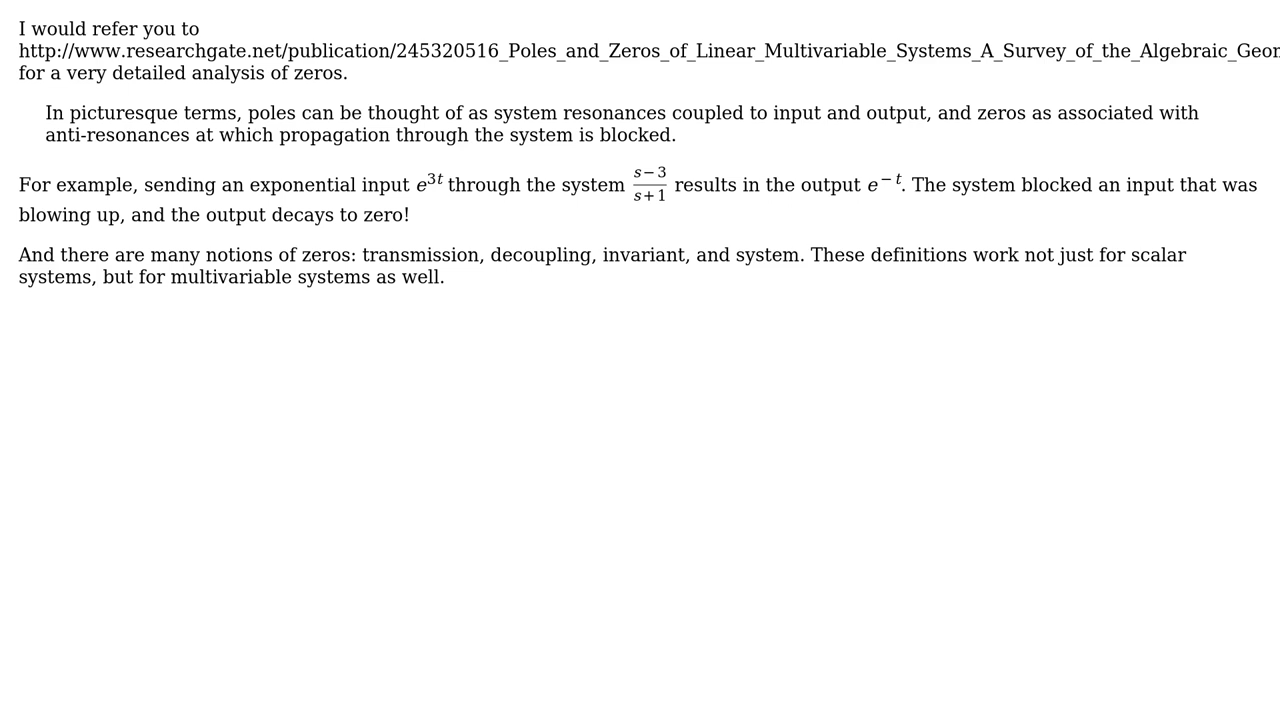 I would refer you to
http://www.researchgate.net/publication/245320516_Poles_and_Zeros_of_Linear_Multivariable_Systems_A_Survey_of_the_Algebraic_Geor
for a very detailed analysis of zeros.
In picturesque terms, poles can be thought of as system resonances coupled to input and output, and zeros as associated with
anti-resonances at which propagation through the system is blocked.
For example, sending an exponential input $e^{3t}$ through the system $\frac{s-3}{s+1}$ results in the output $e^{-t}$. The system blocked an input that was
blowing up, and the output decays to zero!
And there are many notions of zeros: transmission, decoupling, invariant, and system. These definitions work not just for scalar
systems, but for multivariable systems as well.